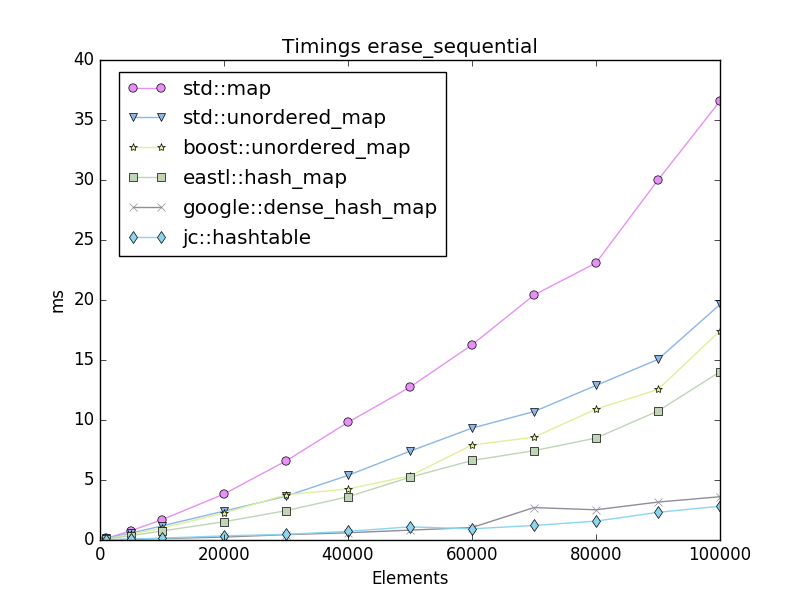 Timings erase_sequential
40
35
30
25
20
15
10
5
0
ms
std::map
std::unordered_map
boost::unordered_map
eastl::hash_map
google::dense_hash_map
jc::hashtable
0 20000 40000 60000 80000 100000
Elements